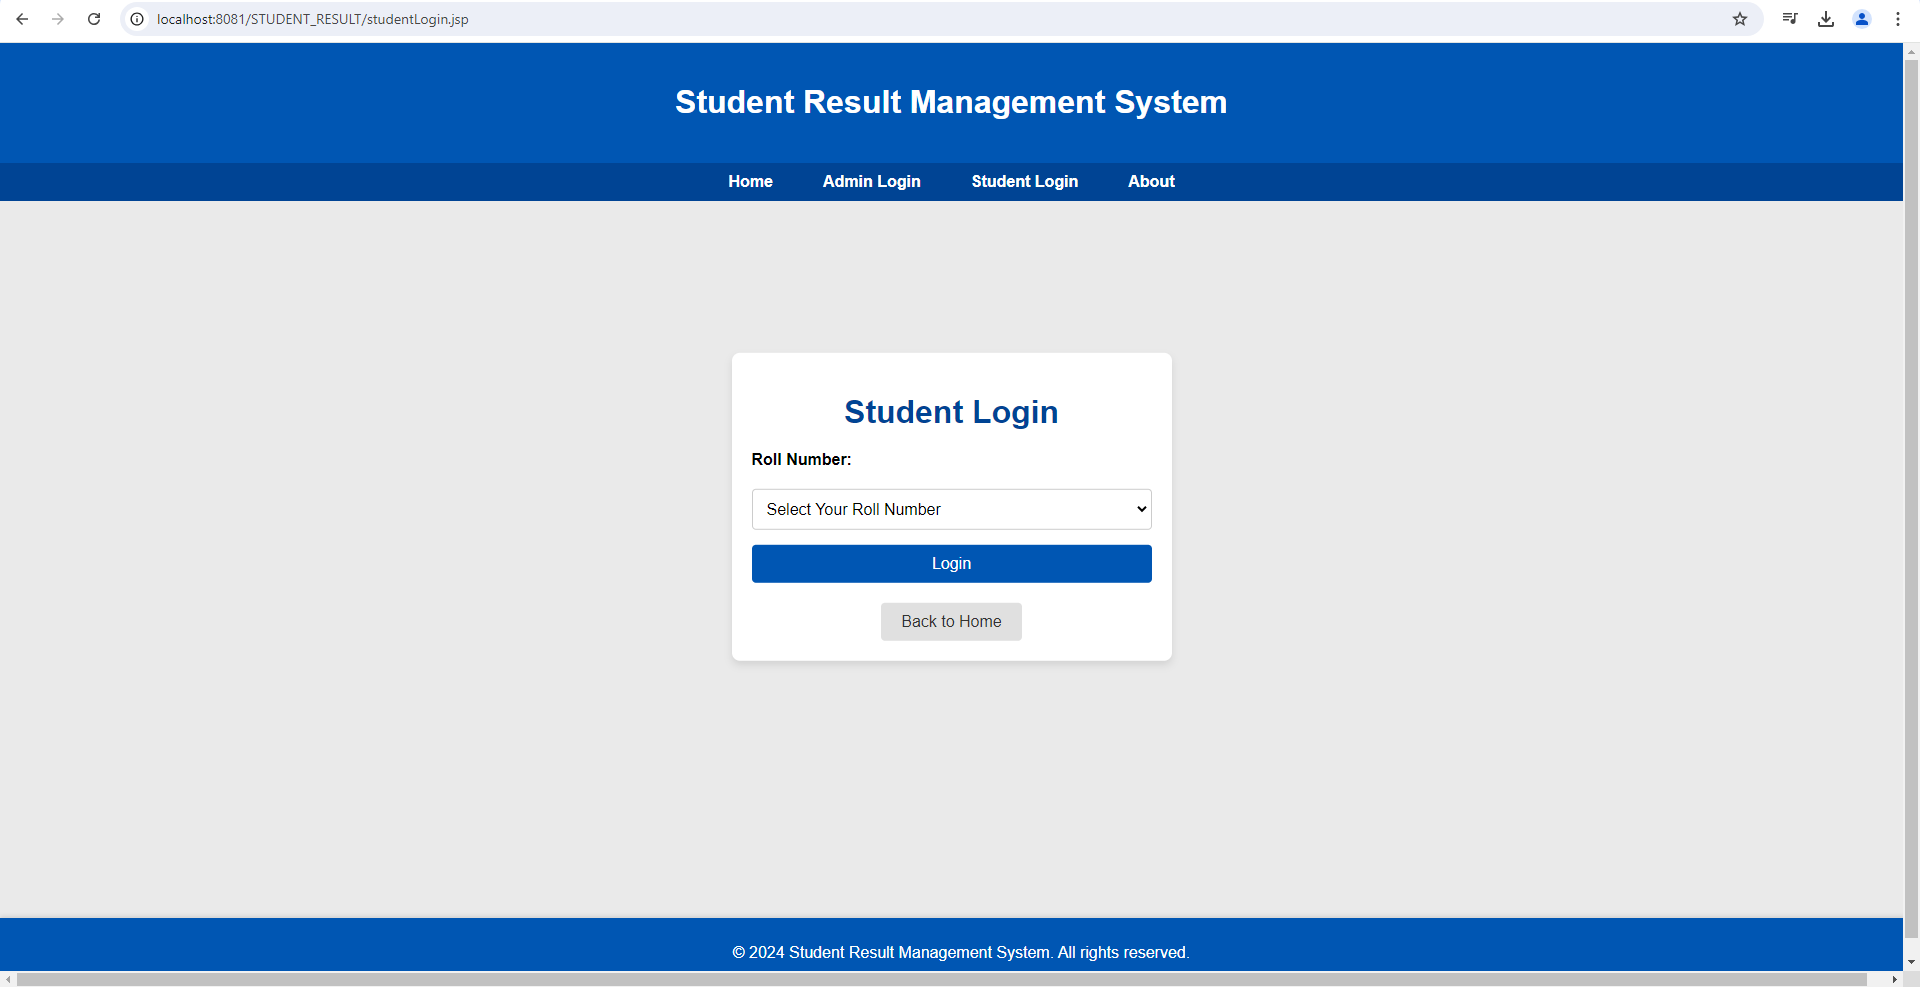 localhost:8081/STUDENT_RESULT/studentLogin.jsp
Student Result Management System
Home Admin Login Student Login About
Student Login
Roll Number:
Select Your Roll Number
Login
Back to Home
© 2024 Student Result Management System. All rights reserved.